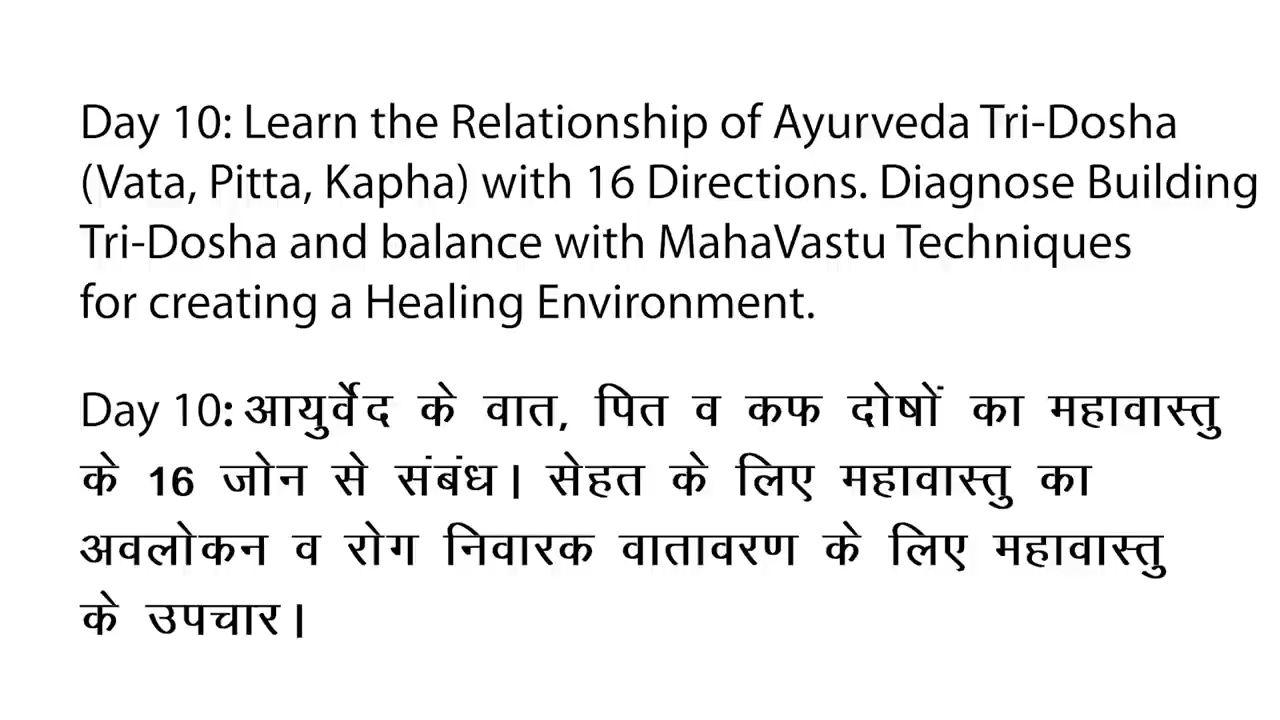 Day 10: Learn the Relationship of Ayurveda Tri-Dosha
(Vata, Pitta, Kapha) with 16 Directions. Diagnose Building
Tri-Dosha and balance with MahaVastu Techniques
for creating a Healing Environment.
Day 10: आयुर्वेद के वात, पित व कफ दोषों का महावास्तु
के 16 जोन से संबंध। सेहत के लिए महावास्तु का
अवलोकन व रोग निवारक वातावरण के लिए महावास्तु
के उपचार।